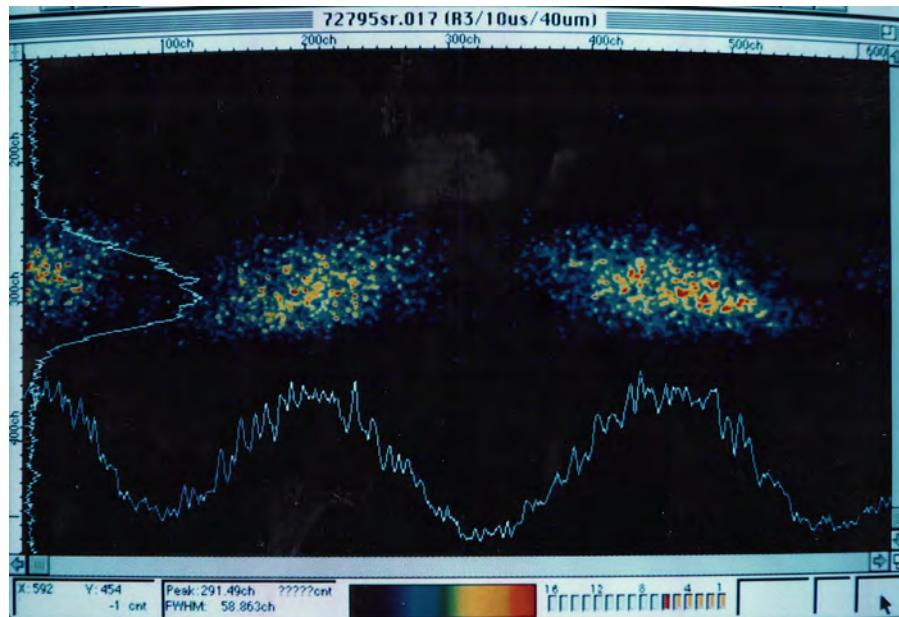 72795sr.017 (R3/10us/40um)
100ch 200ch 300ch 400ch 500ch 600
200ch
300ch
400ch
X: 592 Y: 454
-1 cnt
Peak: 291.49ch ?????cnt
FWHM: 58.863ch
16 12 8 4 1